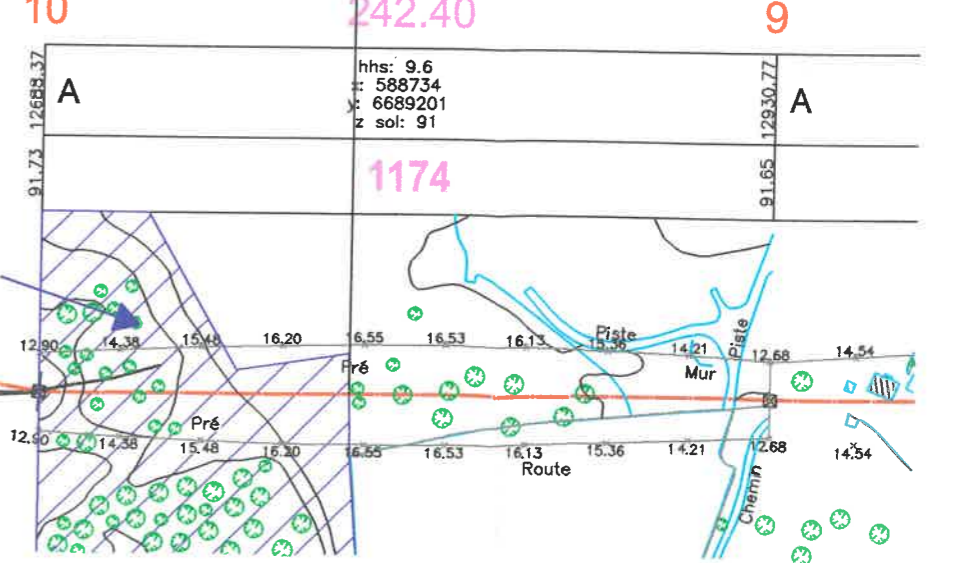 10
242.40
9
12688.37
A
hhs: 9.6
x: 588734
y: 6689201
z sol: 91
12930.77
A
91.73
1174
91.65
12.90 14.38 15.48 16.20 16.55 16.53 16.13 15.36 14.21 12.68 14.54
Piste
Piste
Pré
Mur
Pré
12.90 14.38 15.48 16.20 16.55 16.53 16.13 15.36 14.21 12.68 14.54
Route
Chemin